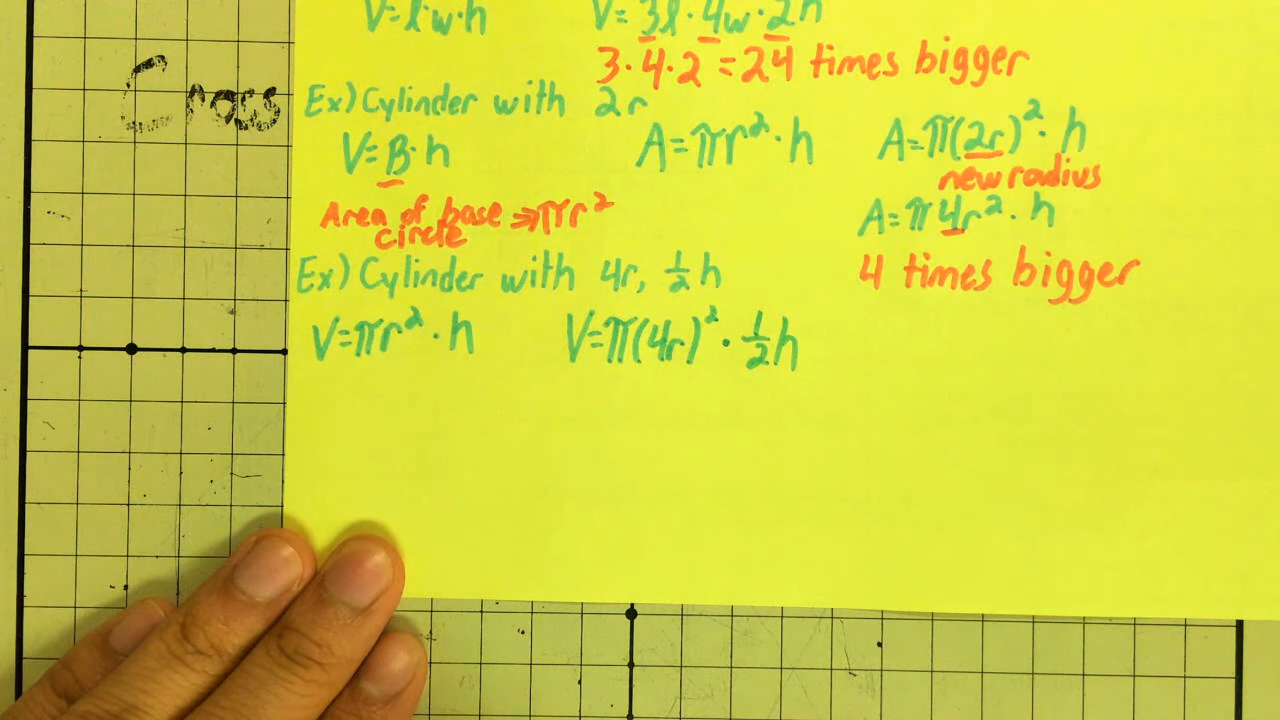 V=l·w·h V=3l·4w·2h
3·4·2=24 times bigger
Cross
Ex) Cylinder with 2r
V=B·h A=πr²·h A=π(2r)²·h
new radius
Area of base ⇒πr²
circle
A=π4r²·h
Ex) Cylinder with 4r, ½h
4 times bigger
V=πr²·h V=π(4r)²·½h